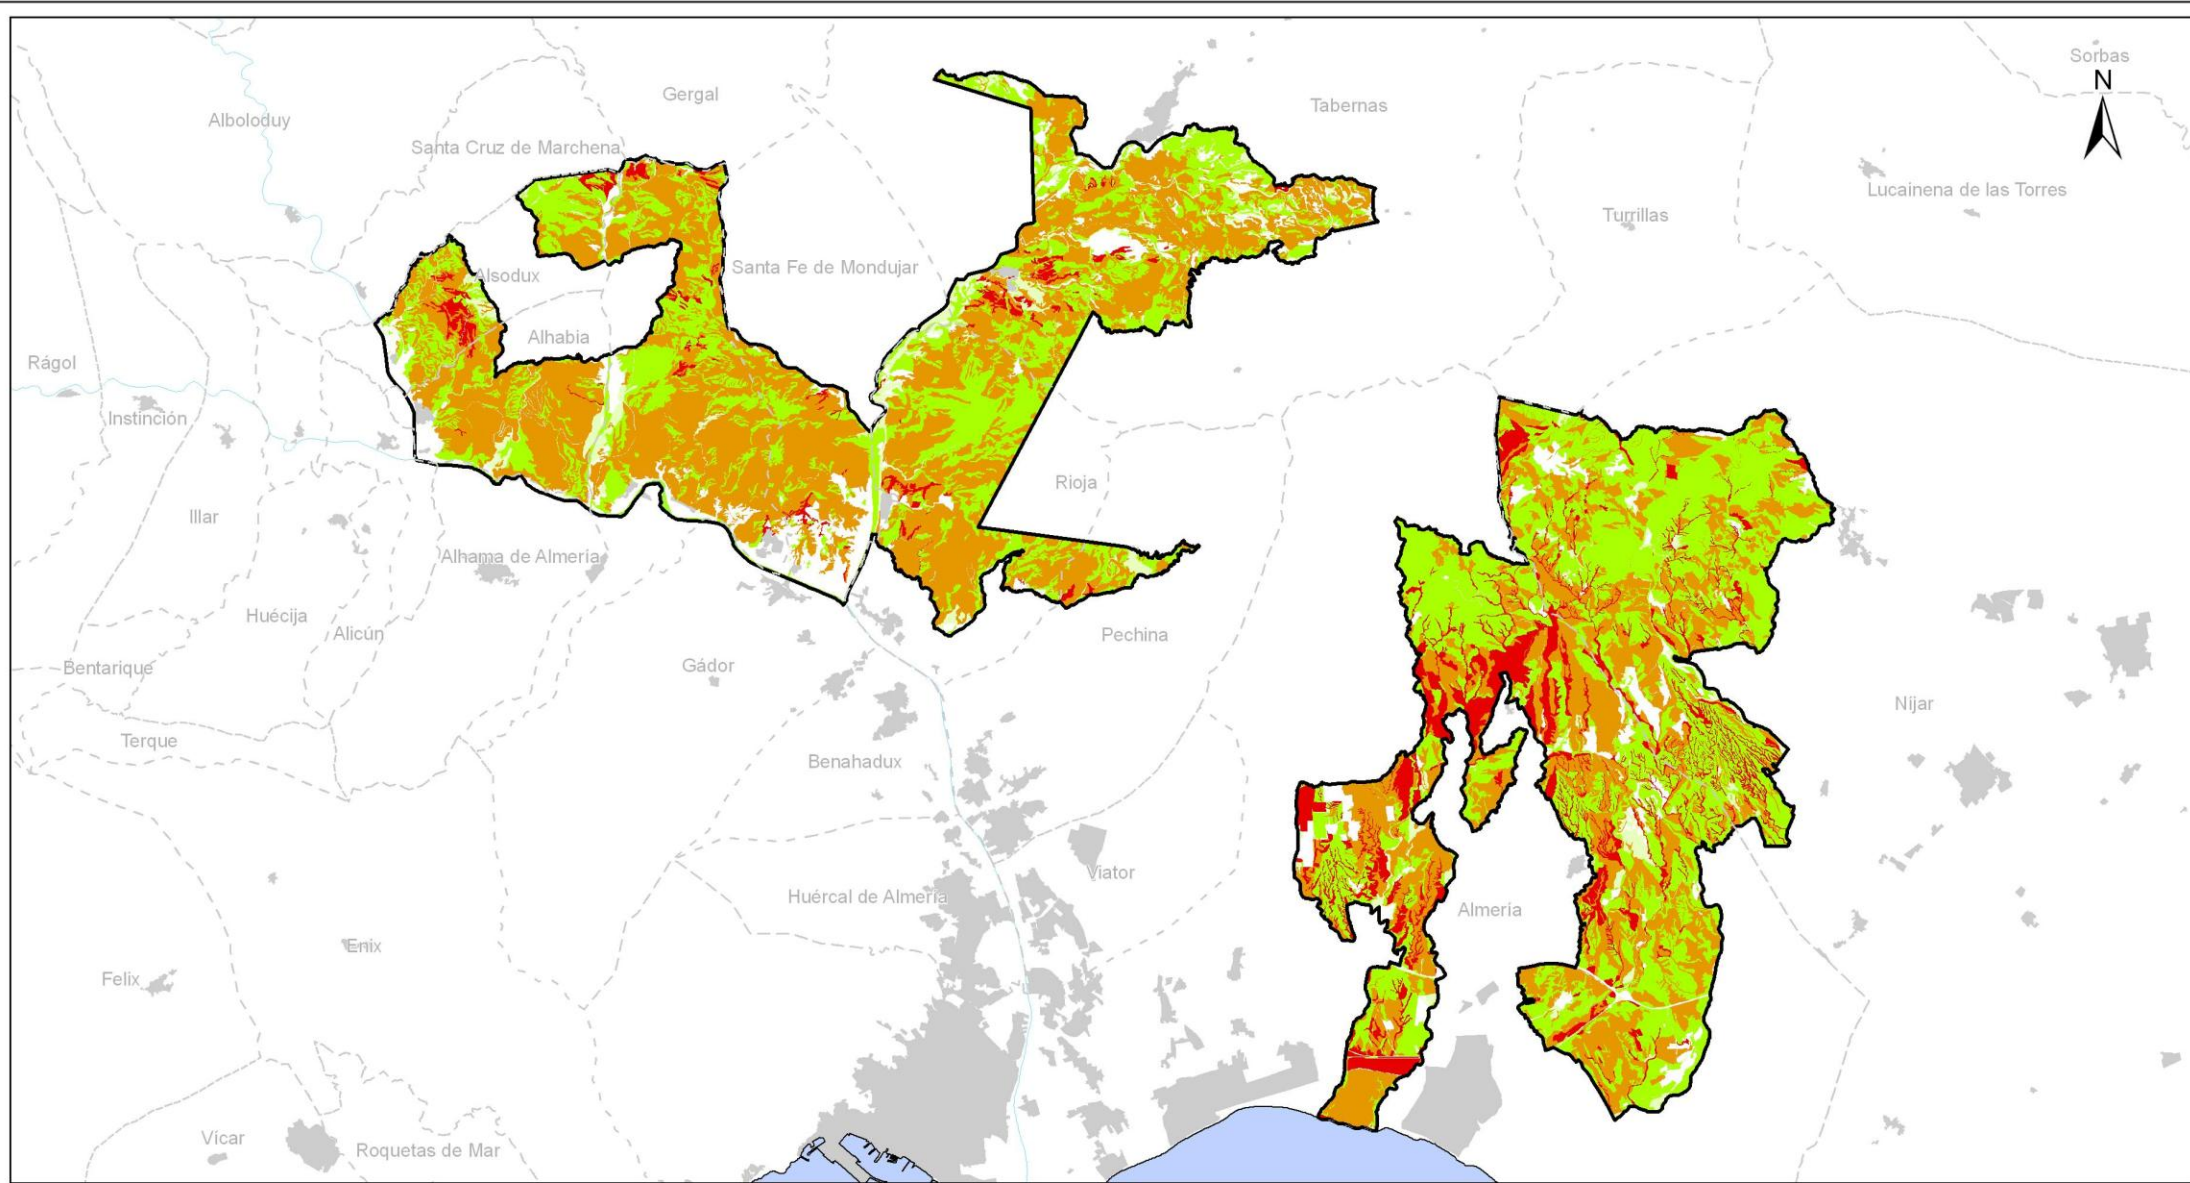 Sorbas
N
Gergal
Tabernas
Alboloduy
Santa Cruz de Marchena
Lucainena de las Torres
Turrillas
Santa Fe de Mondujar
Alsodux
Alhabia
Rágol
Instinción
Rioja
Illar
Alhama de Almería
Huécija
Alicún
Pechina
Bentarique
Gádor
Níjar
Terque
Benahadux
Viator
Huércal de Almería
Almería
Enix
Felix
Vícar
Roquetas de Mar